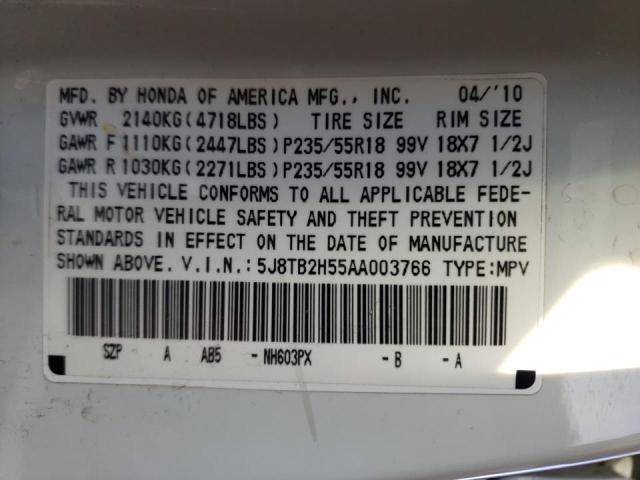 MFD. BY HONDA OF AMERICA MFG., INC. 04/'10
GVWR 2140KG(4718LBS) TIRE SIZE RIM SIZE
GAWR F 1110KG(2447LBS) P235/55R18 99V 18X7 1/2J
GAWR R 1030KG(2271LBS) P235/55R18 99V 18X7 1/2J
THIS VEHICLE CONFORMS TO ALL APPLICABLE FEDE-
RAL MOTOR VEHICLE SAFETY AND THEFT PREVENTION
STANDARDS IN EFFECT ON THE DATE OF MANUFACTURE
SHOWN ABOVE. V.I.N.: 5J8TB2H55AA003766 TYPE:MPV
SZP A AB5 - NH603PX - B - A